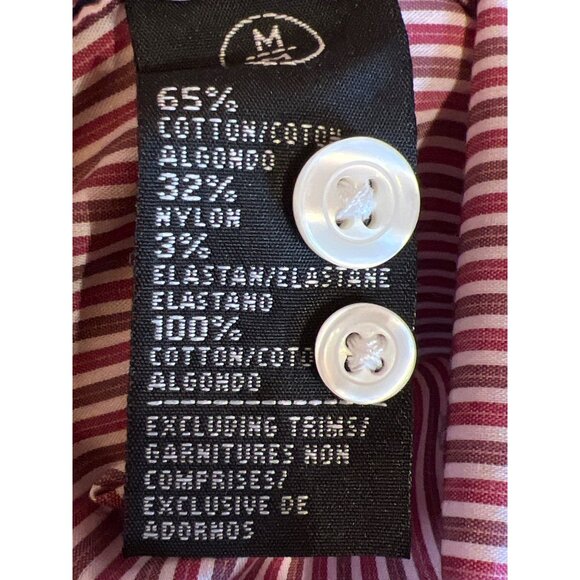 M
65%
COTTON/COTON
ALGONDO
32%
NYLON
3%
ELASTAN/ELASTANE
ELASTANO
100%
COTTON/COTO
ALGONDO
EXCLUDING TRIMS/
GARNITURES NON
COMPRISES/
EXCLUSIVE DE
ADORNOS